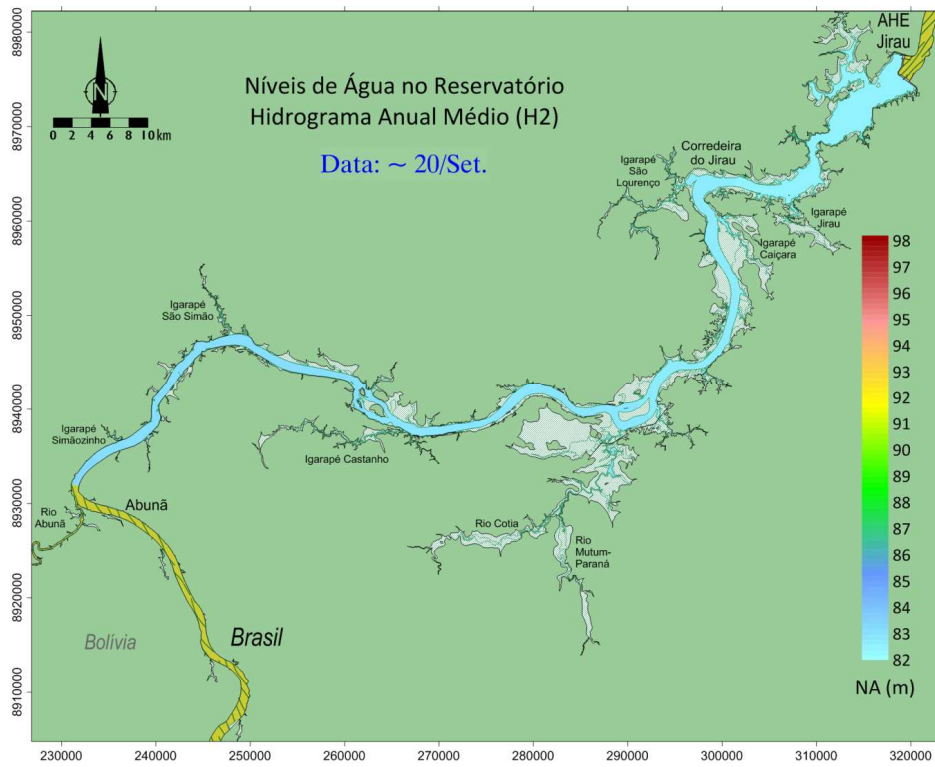 8980000
8970000
8960000
8950000
8940000
8930000
8920000
8910000
N
0 2 4 6 8 10 km
Níveis de Água no Reservatório
Hidrograma Anual Médio (H2)
Data: ~ 20/Set.
AHE
Jirau
Corredeira
do Jirau
Igarapé
São
Lourenço
Igarapé
Jirau
Igarapé
Caiçara
Igarapé
São Simão
Igarapé
Simãozinho
Igarapé Castanho
Rio
Abunã
Abunã
Rio Cotia
Rio
Mutum-
Paraná
Bolívia
Brasil
98
97
96
95
94
93
92
91
90
89
88
87
86
85
84
83
82
NA (m)
230000 240000 250000 260000 270000 280000 290000 300000 310000 320000